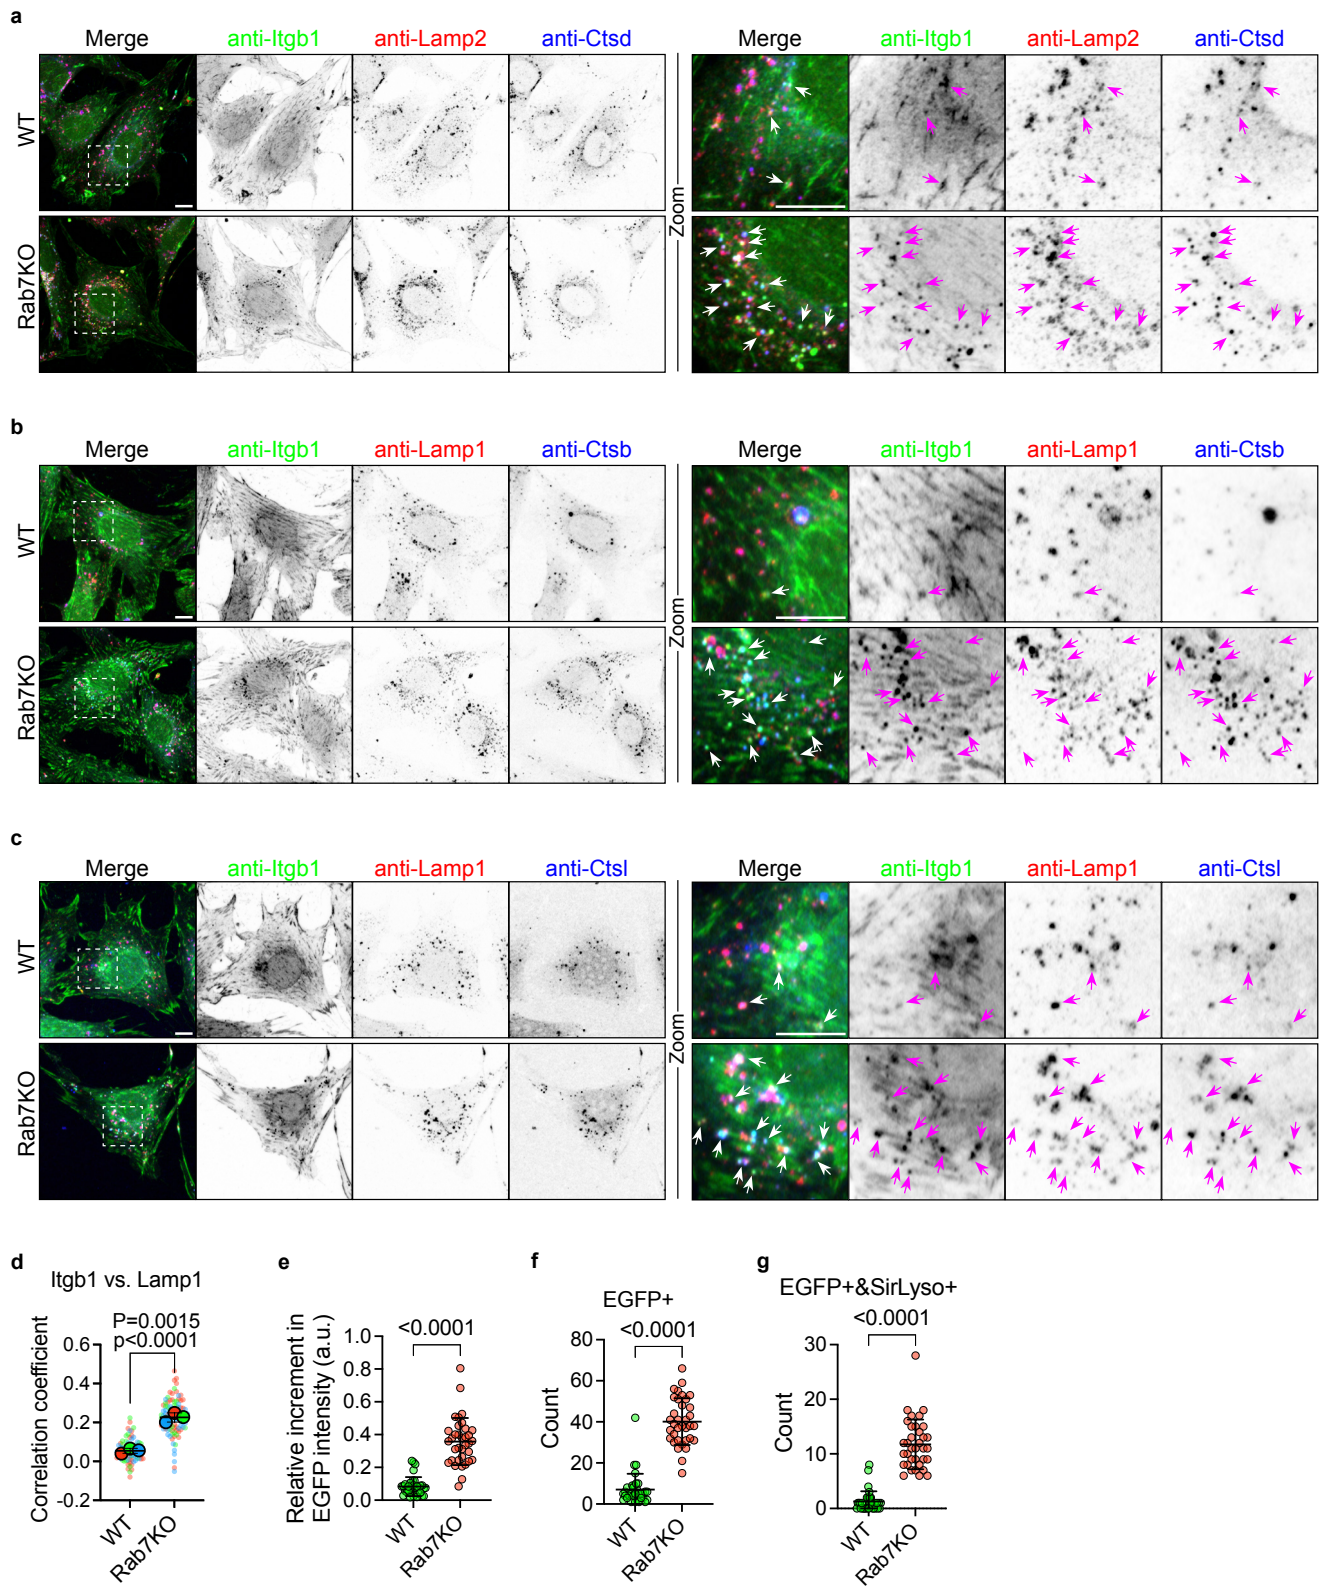 a
Merge anti-Itgb1 anti-Lamp2 anti-Ctsd Merge anti-Itgb1 anti-Lamp2 anti-Ctsd
WT
Zoom
Rab7KO
b
Merge anti-Itgb1 anti-Lamp1 anti-Ctsb Merge anti-Itgb1 anti-Lamp1 anti-Ctsb
WT
Zoom
Rab7KO
c
Merge anti-Itgb1 anti-Lamp1 anti-Ctsl Merge anti-Itgb1 anti-Lamp1 anti-Ctsl
WT
Zoom
Rab7KO
d
Itgb1 vs. Lamp1
P=0.0015
p<0.0001
Correlation coefficient
0.6
0.4
0.2
0.0
-0.2
WT
Rab7KO
e
<0.0001
Relative increment in
EGFP intensity (a.u.)
1.0
0.8
0.6
0.4
0.2
0.0
WT
Rab7KO
f
EGFP+
<0.0001
Count
80
60
40
20
0
WT
Rab7KO
g
EGFP+&SirLyso+
<0.0001
Count
30
20
10
0
WT
Rab7KO